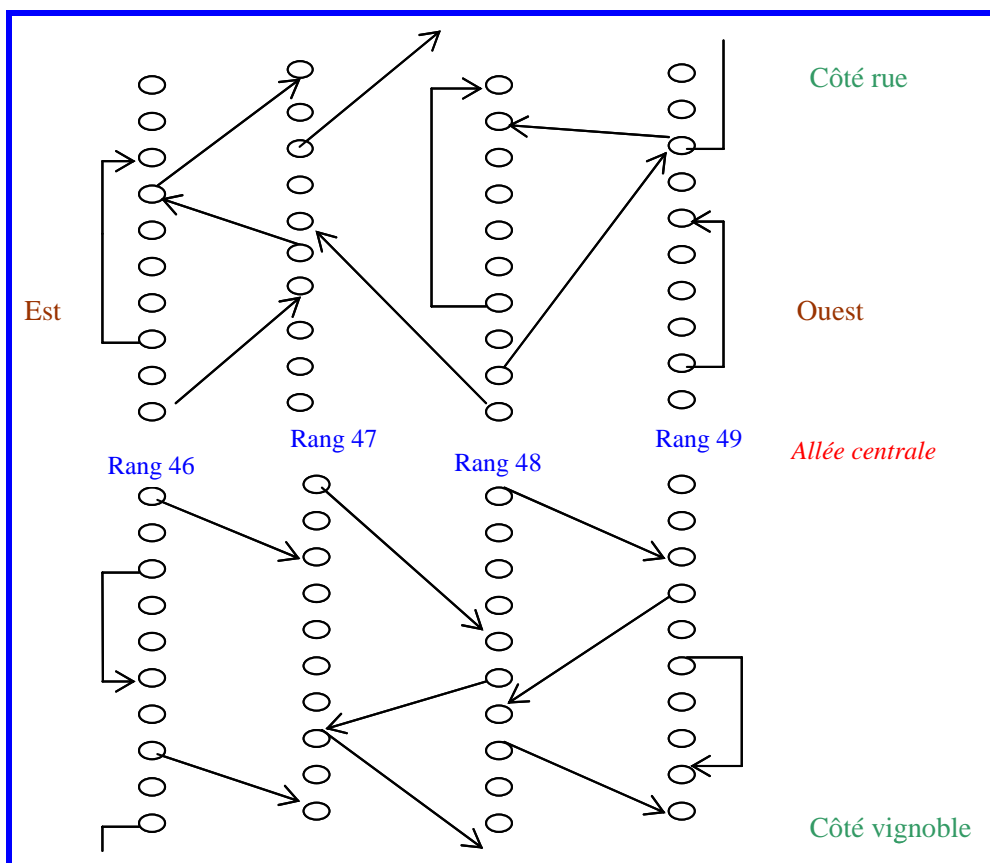 Côté rue
Est
Ouest
Rang 46
Rang 47
Rang 48
Rang 49
Allée centrale
Côté vignoble